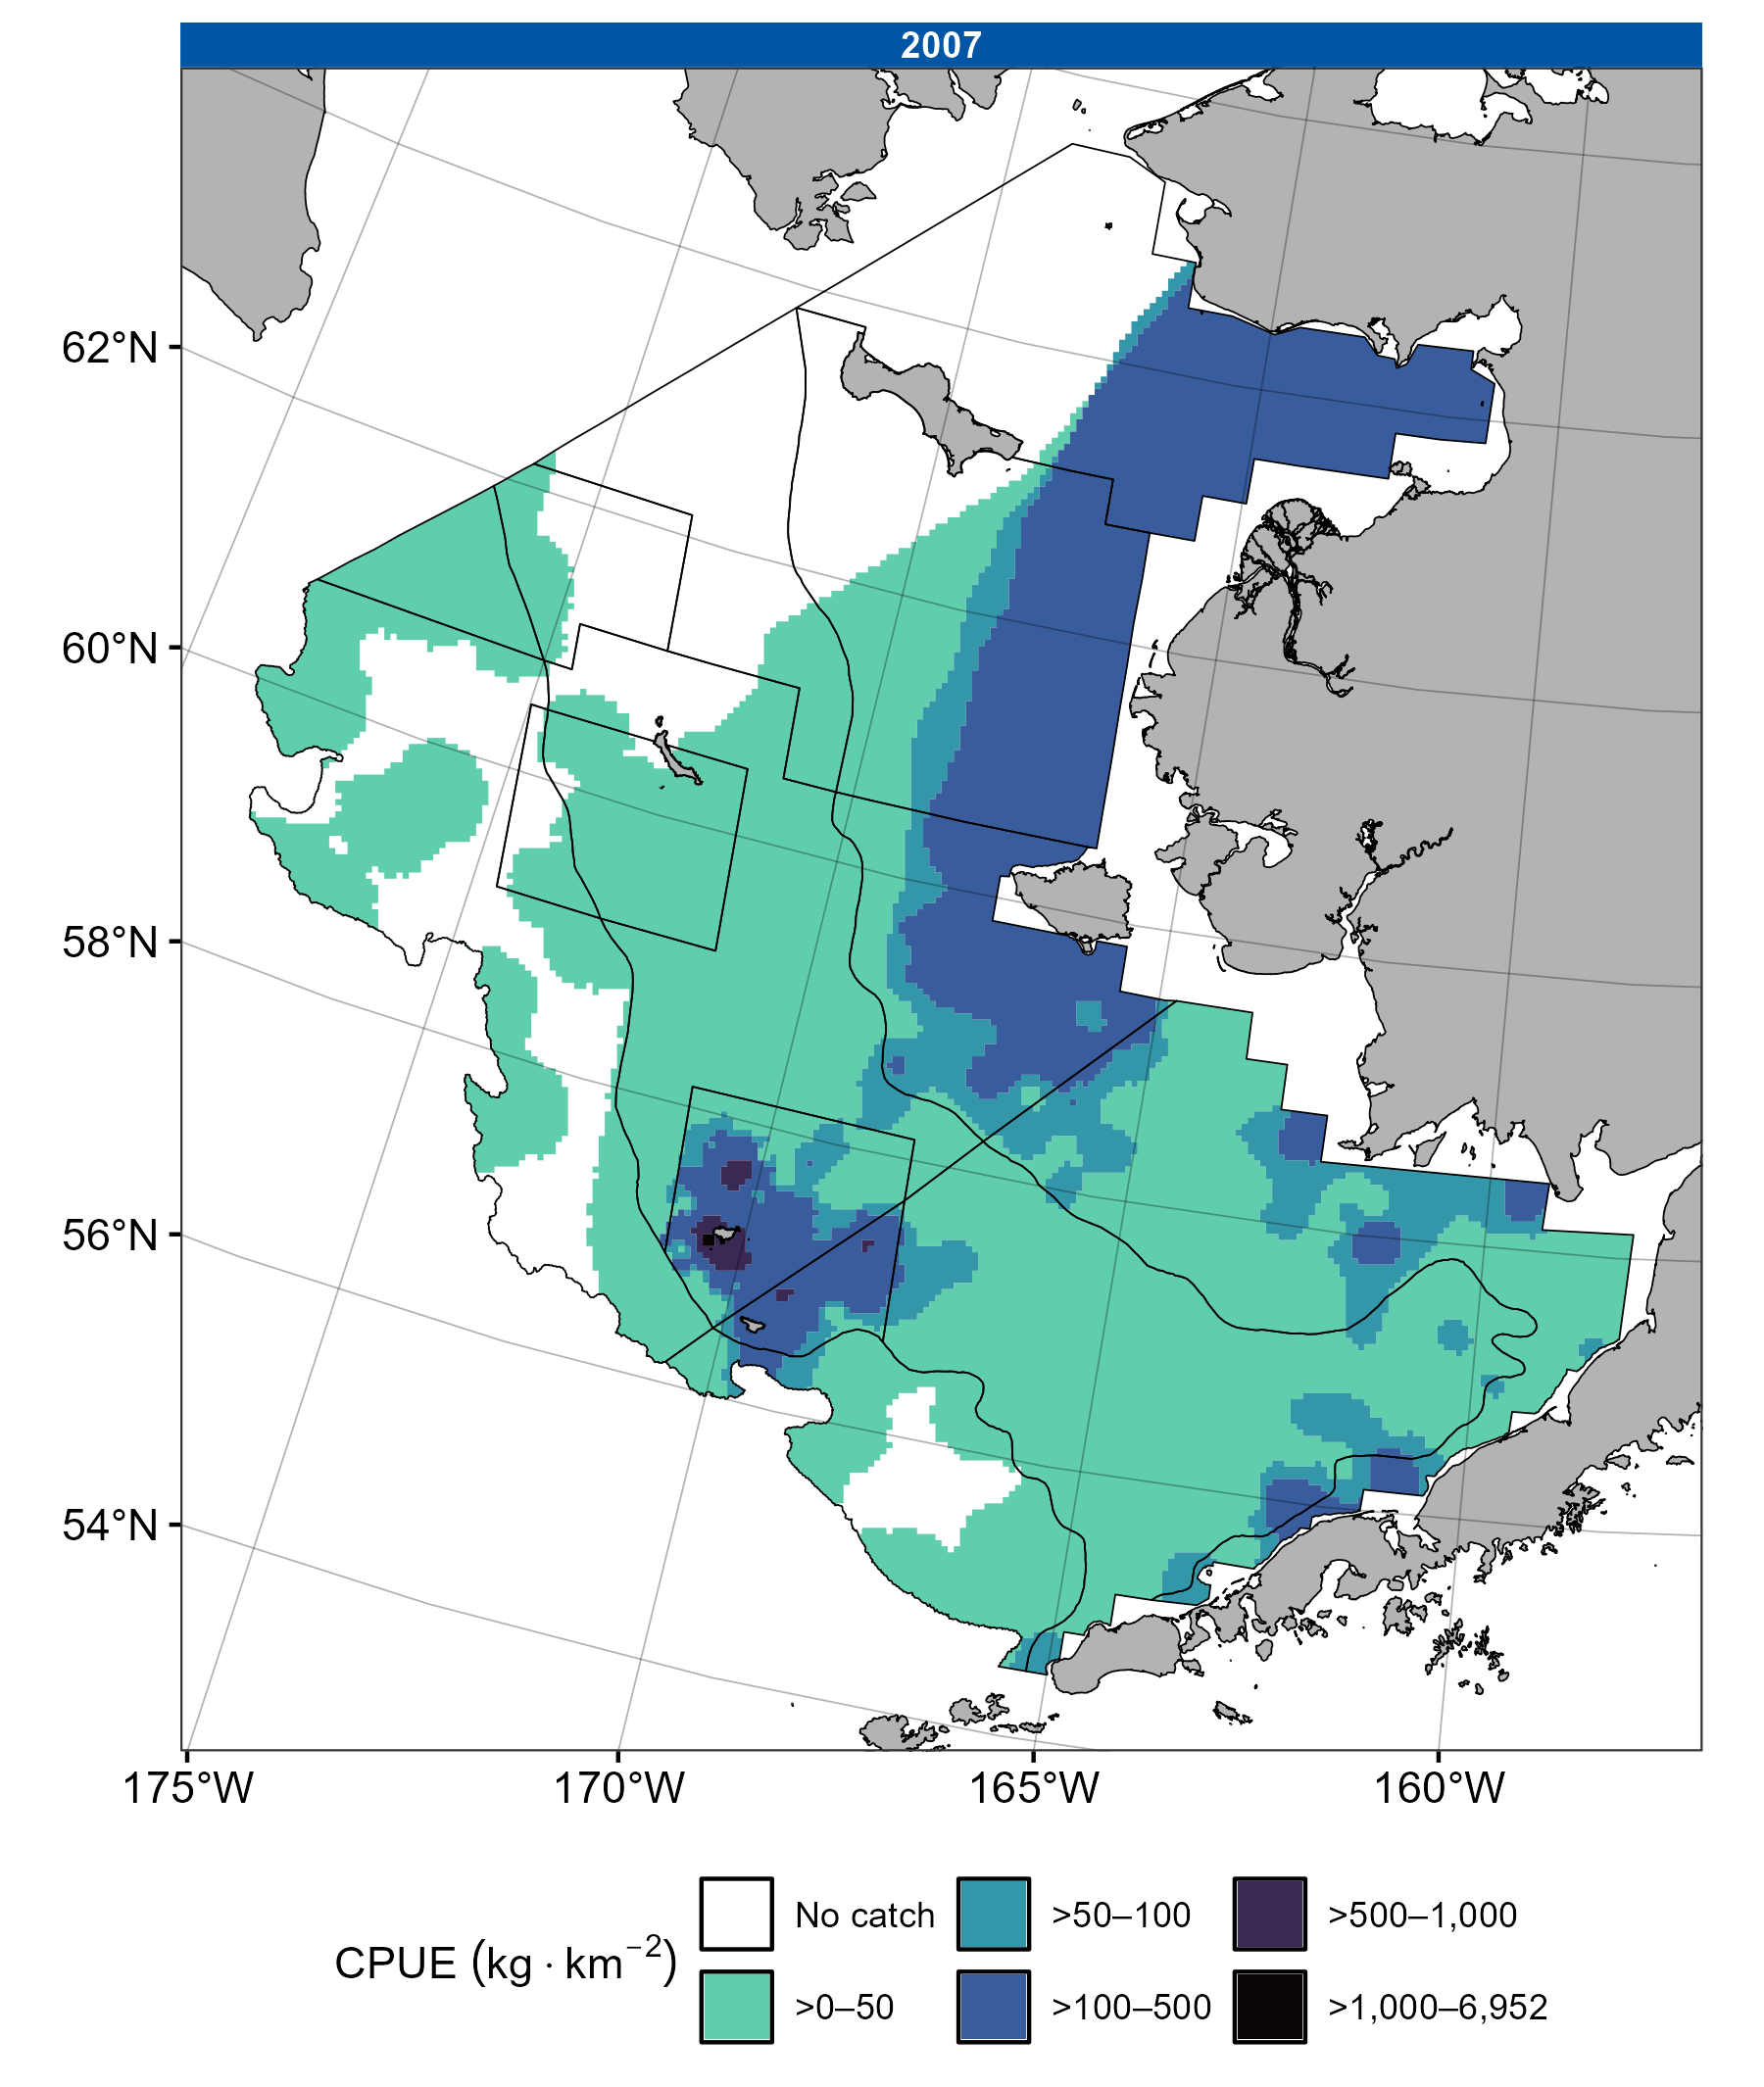 2007
62°N
60°N
58°N
56°N
54°N
175°W 170°W 165°W 160°W
CPUE (kg · km⁻²)
No catch >50–100 >500–1,000
>0–50 >100–500 >1,000–6,952